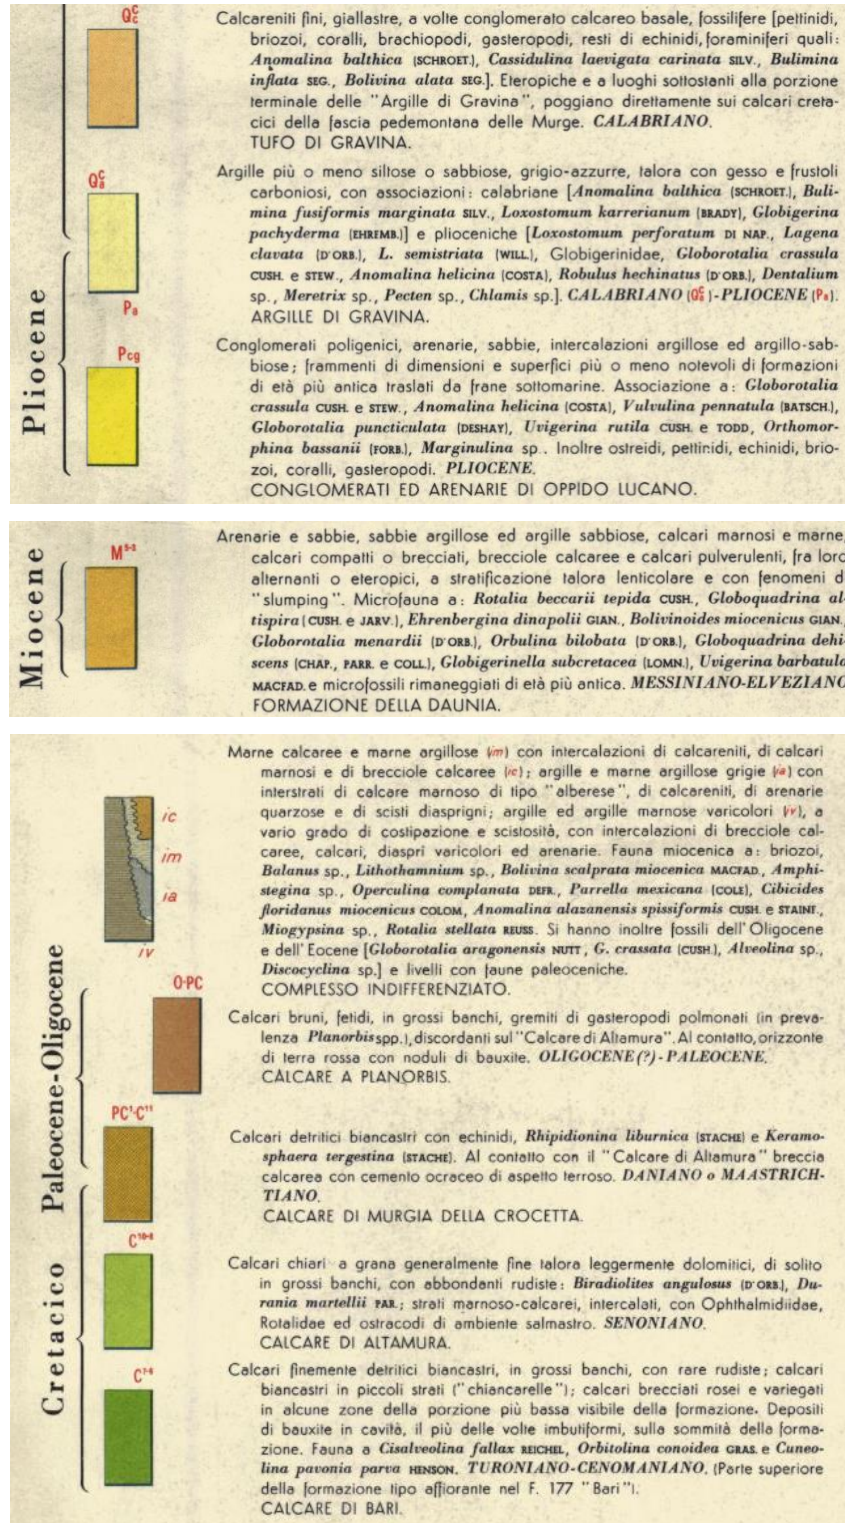 Q^c_c
Calcareniti fini, giallastre, a volte conglomerato calcareo basale, fossilifere [pettinidi,
briozoi, coralli, brachiopodi, gasteropodi, resti di echinidi, foraminiferi quali:
Anomalina balthica (SCHROET.), Cassidulina laevigata carinata SILV., Bulimina
inflata SEG., Bolivina alata SEG.]. Eteropiche e a luoghi sottostanti alla porzione
terminale delle "Argille di Gravina", poggiano direttamente sui calcari creta-
cici della fascia pedemontana delle Murge. CALABRIANO.
TUFO DI GRAVINA.
Q^c_a
Pa
Argille più o meno siltose o sabbiose, grigio-azzurre, talora con gesso e frustoli
carboniosi, con associazioni: calabriane [Anomalina balthica (SCHROET.), Buli-
mina fusiformis marginata SILV., Loxostomum karrerianum (BRADY), Globigerina
pachyderma (EHREMB.)] e plioceniche [Loxostomum perforatum DI NAP., Lagena
clavata (D'ORB.), L. semistriata (WILL.), Globigerinidae, Globorotalia crassula
CUSH. e STEW., Anomalina helicina (COSTA), Robulus hechinatus (D'ORB.), Dentalium
sp., Meretrix sp., Pecten sp., Chlamis sp.]. CALABRIANO (Q^c_a)-PLIOCENE (Pa).
ARGILLE DI GRAVINA.
Pliocene
Pcg
Conglomerati poligenici, arenarie, sabbie, intercalazioni argillose ed argillo-sab-
biose; frammenti di dimensioni e superfici più o meno notevoli di formazioni
di età più antica traslati da frane sottomarine. Associazione a: Globorotalia
crassula CUSH. e STEW., Anomalina helicina (COSTA), Vulvulina pennatula (BATSCH.),
Globorotalia puncticulata (DESHAY), Uvigerina rutila CUSH. e TODD, Orthomor-
phina bassanii (FORB.), Marginulina sp.. Inoltre ostreidi, pettinidi, echinidi, brio-
zoi, coralli, gasteropodi. PLIOCENE.
CONGLOMERATI ED ARENARIE DI OPPIDO LUCANO.
Miocene
M^5-3
Arenarie e sabbie, sabbie argillose ed argille sabbiose, calcari marnosi e marne,
calcari compatti o brecciati, brecciole calcaree e calcari pulverulenti, fra loro
alternanti o eteropici, a stratificazione talora lenticolare e con fenomeni d
"slumping". Microfauna a: Rotalia beccarii tepida CUSH., Globoquadrina al-
tispira (CUSH. e JARV.), Ehrenbergina dinapolii GIAN., Bolivinoides miocenicus GIAN.
Globorotalia menardii (D'ORB.), Orbulina bilobata (D'ORB.), Globoquadrina dehi-
scens (CHAP., PARR. e COLL.), Globigerinella subcretacea (LOMN.), Uvigerina barbatula
MACFAD. e microfossili rimaneggiati di età più antica. MESSINIANO-ELVEZIANO
FORMAZIONE DELLA DAUNIA.
ic
im
ia
iv
Marne calcaree e marne argillose (im) con intercalazioni di calcareniti, di calcari
marnosi e di brecciole calcaree (ic); argille e marne argillose grigie (ia) con
interstrati di calcare marnoso di tipo "alberese", di calcareniti, di arenarie
quarzose e di scisti diasprigni; argille ed argille marnose varicolori (iv), a
vario grado di costipazione e scistosità, con intercalazioni di brecciole cal-
caree, calcari, diaspri varicolori ed arenarie. Fauna miocenica a: briozoi,
Balanus sp., Lithothamnium sp., Bolivina scalprata miocenica MACFAD., Amphi-
stegina sp., Operculina complanata DEFR., Parrella mexicana (COLE), Cibicides
floridanus miocenicus COLOM, Anomalina alazanensis spissiformis CUSH. e STAINF.,
Miogypsina sp., Rotalia stellata REUSS. Si hanno inoltre fossili dell'Oligocene
e dell'Eocene [Globorotalia aragonensis NUTT, G. crassata (CUSH.), Alveolina sp.,
Discocyclina sp.] e livelli con faune paleoceniche.
COMPLESSO INDIFFERENZIATO.
Paleocene-Oligocene
O-PC
Calcari bruni, fetidi, in grossi banchi, gremiti di gasteropodi polmonati (in preva-
lenza Planorbis spp.), discordanti sul "Calcare di Altamura". Al contatto, orizzonte
di terra rossa con noduli di bauxite. OLIGOCENE(?)-PALEOCENE.
CALCARE A PLANORBIS.
PC¹-C¹¹
Calcari detritici biancastri con echinidi, Rhipidionina liburnica (STACHE) e Keramo-
sphaera tergestina (STACHE). Al contatto con il "Calcare di Altamura" breccia
calcarea con cemento ocraceo di aspetto terroso. DANIANO o MAASTRICH-
TIANO.
CALCARE DI MURGIA DELLA CROCETTA.
Cretacico
C^10-8
Calcari chiari a grana generalmente fine talora leggermente dolomitici, di solito
in grossi banchi, con abbondanti rudiste: Biradiolites angulosus (D'ORB.), Du-
rania martellii PAR.; strati marnoso-calcarei, intercalati, con Ophthalmidiidae,
Rotalidae ed ostracodi di ambiente salmastro. SENONIANO.
CALCARE DI ALTAMURA.
C^7-6
Calcari finemente detritici biancastri, in grossi banchi, con rare rudiste; calcari
biancastri in piccoli strati ("chiancarelle"); calcari brecciati rosei e variegati
in alcune zone della porzione più bassa visibile della formazione. Depositi
di bauxite in cavità, il più delle volte imbutiformi, sulla sommità della forma-
zione. Fauna a Cisalveolina fallax REICHEL, Orbitolina conoidea GRAS. e Cuneo-
lina pavonia parva HENSON. TURONIANO-CENOMANIANO. (Parte superiore
della formazione tipo affiorante nel F. 177 "Bari").
CALCARE DI BARI.